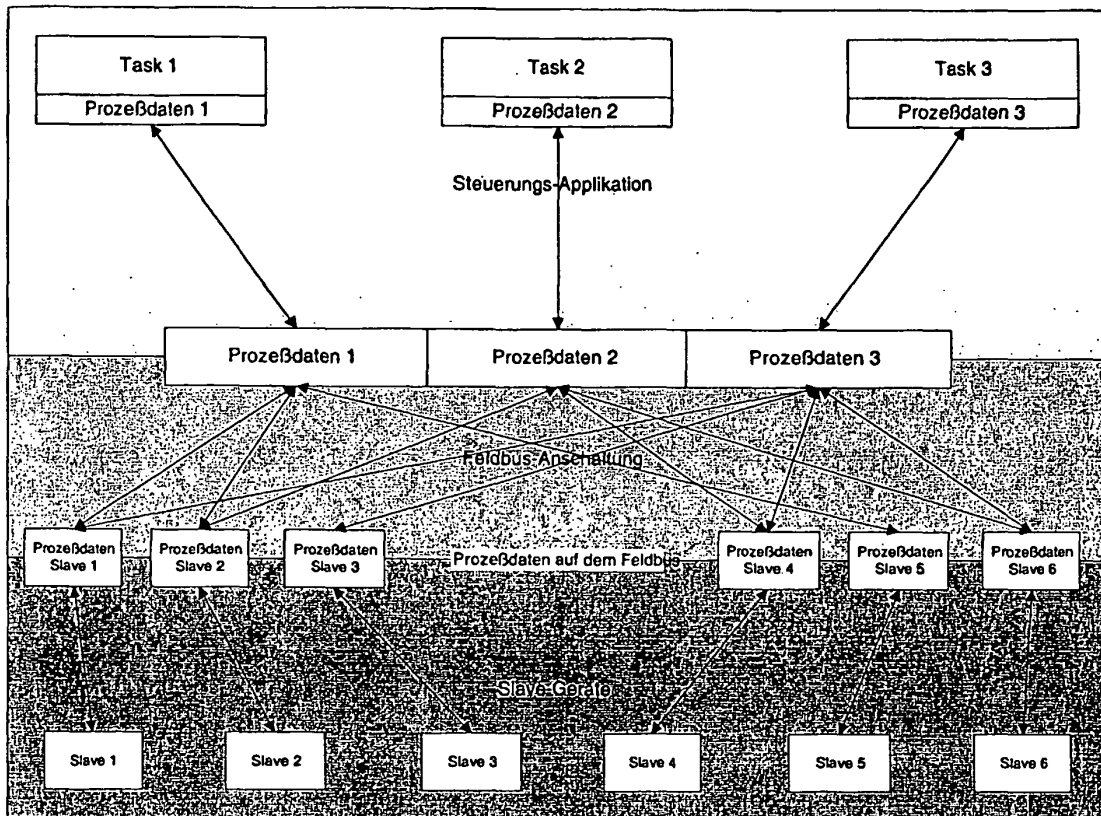 Task 1
Task 2
Task 3
Prozeßdaten 1
Prozeßdaten 2
Prozeßdaten 3
Steuerungs-Applikation
Prozeßdaten 1
Prozeßdaten 2
Prozeßdaten 3
Feldbus-Anschaltung
Prozeßdaten
Slave 1
Prozeßdaten
Slave 2
Prozeßdaten
Slave 3
Prozeßdaten auf dem Feldbus
Prozeßdaten
Slave 4
Prozeßdaten
Slave 5
Prozeßdaten
Slave 6
Slave-Geräte
Slave 1
Slave 2
Slave 3
Slave 4
Slave 5
Slave 6